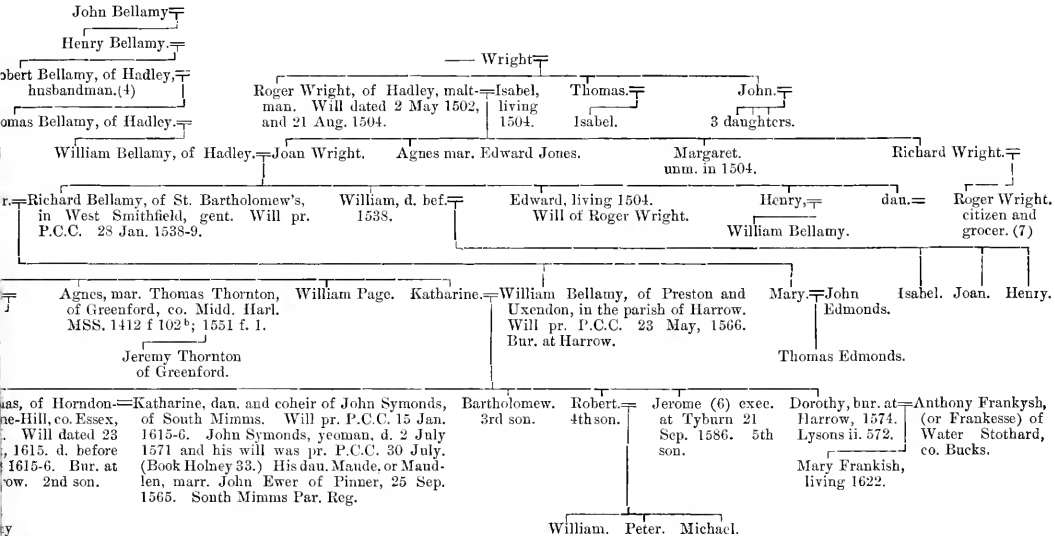 John Bellamy
Henry Bellamy.
obert Bellamy, of Hadley,
husbandman.(4)
omas Bellamy, of Hadley.
— Wright
Roger Wright, of Hadley, malt-
man. Will dated 2 May 1502,
and 21 Aug. 1504.
Isabel,
living
1504.
Thomas.
Isabel.
John.
3 daughters.
William Bellamy, of Hadley.
Joan Wright.
Agnes mar. Edward Jones.
Margaret.
unm. in 1504.
Richard Wright.
r.
Richard Bellamy, of St. Bartholomew's,
in West Smithfield, gent. Will pr.
P.C.C. 28 Jan. 1538-9.
William, d. bef.
1538.
Edward, living 1504.
Will of Roger Wright.
Henry,
William Bellamy.
dau.=
Roger Wright,
citizen and
grocer. (7)
Agnes, mar. Thomas Thornton,
of Greenford, co. Midd. Harl.
MSS. 1412 f 102ᵇ; 1551 f. 1.
Jeremy Thornton
of Greenford.
William Page.
Katharine.
William Bellamy, of Preston and
Uxendon, in the parish of Harrow.
Will pr. P.C.C. 23 May, 1566.
Bur. at Harrow.
Mary.
John
Edmonds.
Thomas Edmonds.
Isabel. Joan. Henry.
as, of Horndon-
ne-Hill, co. Essex,
. Will dated 23
, 1615. d. before
1615-6. Bur. at
ow. 2nd son.
Katharine, dan. and coheir of John Symonds,
of South Mimms. Will pr. P.C.C. 15 Jan.
1615-6. John Symonds, yeoman, d. 2 July
1571 and his will was pr. P.C.C. 30 July.
(Book Holney 33.) His dau. Maude, or Maud-
len, marr. John Ewer of Pinner, 25 Sep.
1565. South Mimms Par. Reg.
Bartholomew.
3rd son.
Robert.
4th son.
Jerome (6) exec.
at Tyburn 21
Sep. 1586. 5th
son.
Dorothy, bur. at
Harrow, 1574.
Lysons ii. 572.
Anthony Frankysh,
(or Frankesse) of
Water Stothard,
co. Bucks.
Mary Frankish,
living 1622.
William. Peter. Michael.
y